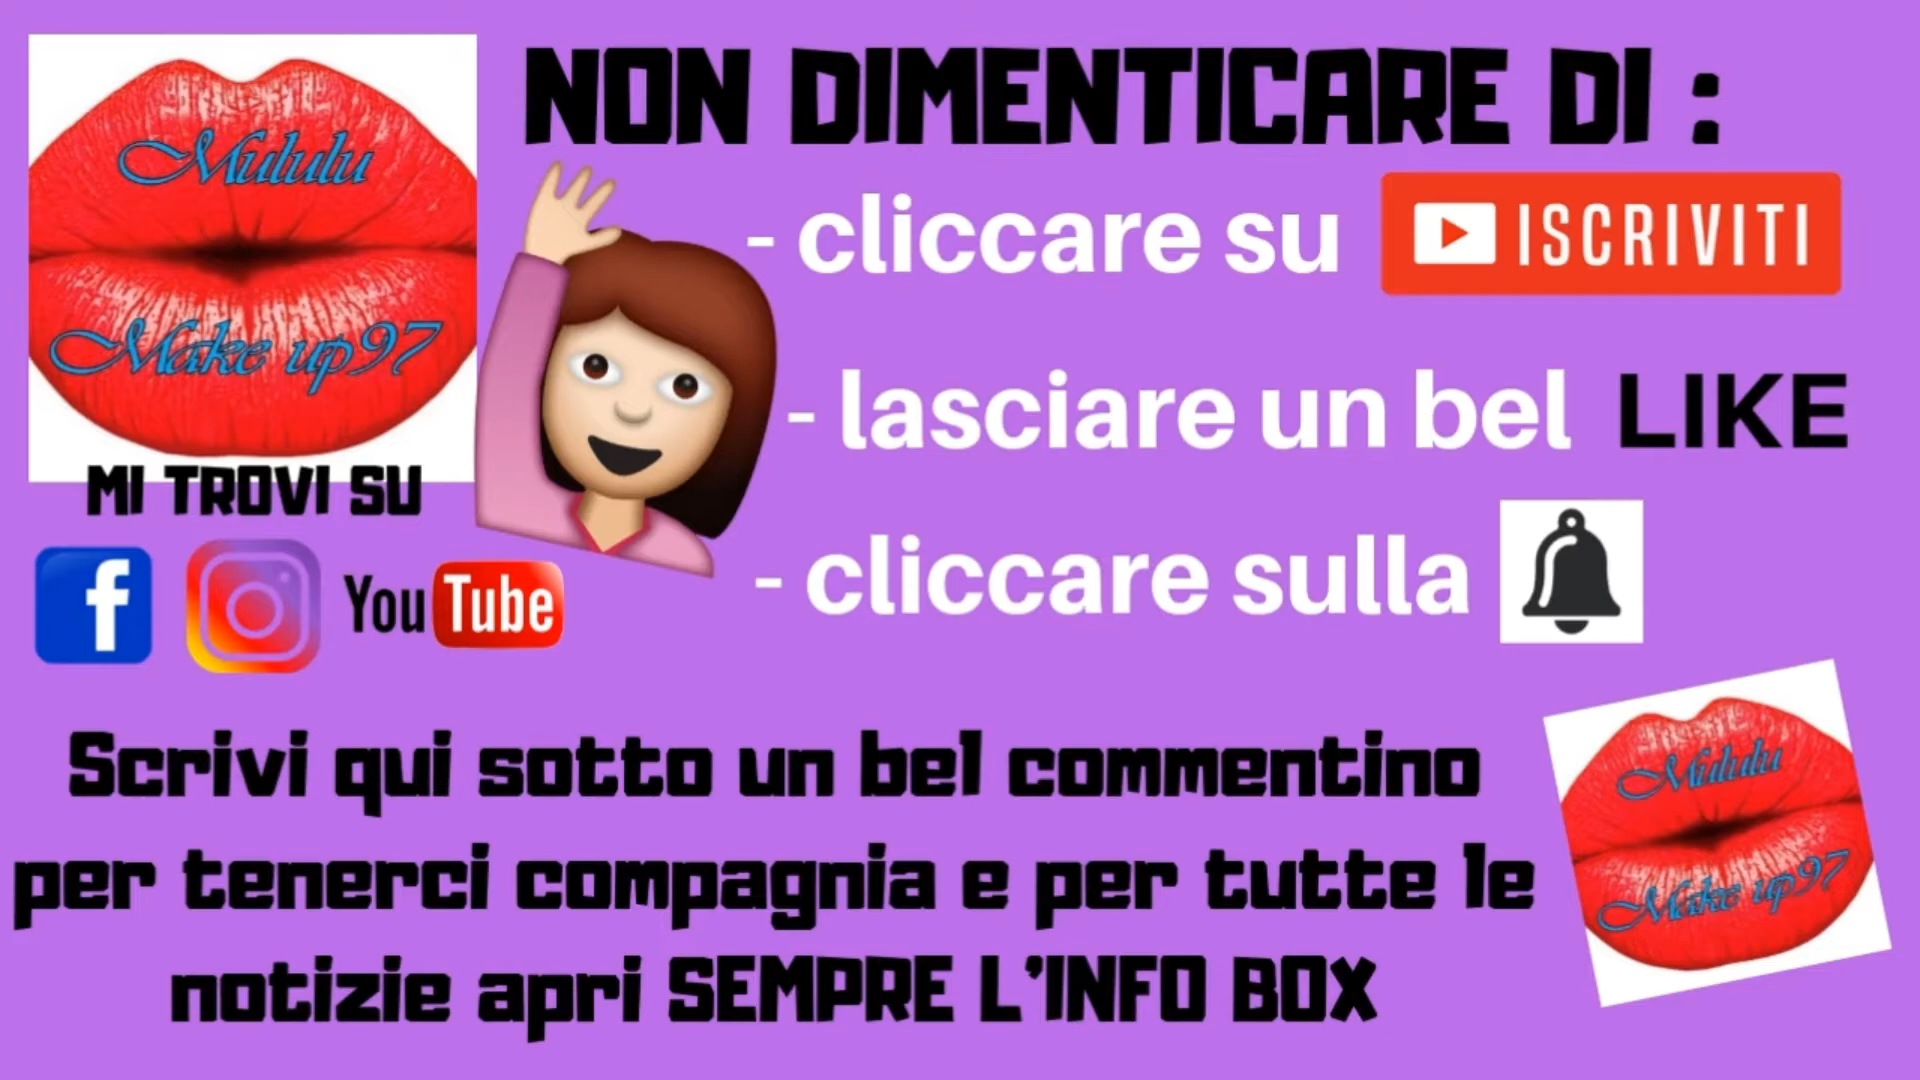 Mululu
Make up97
NON DIMENTICARE DI :
- cliccare su ISCRIVITI
- lasciare un bel LIKE
- cliccare sulla
MI TROVI SU
f
YouTube
Scrivi qui sotto un bel commentino
per tenerci compagnia e per tutte le
notizie apri SEMPRE L'INFO BOX
Mululu
Make up97